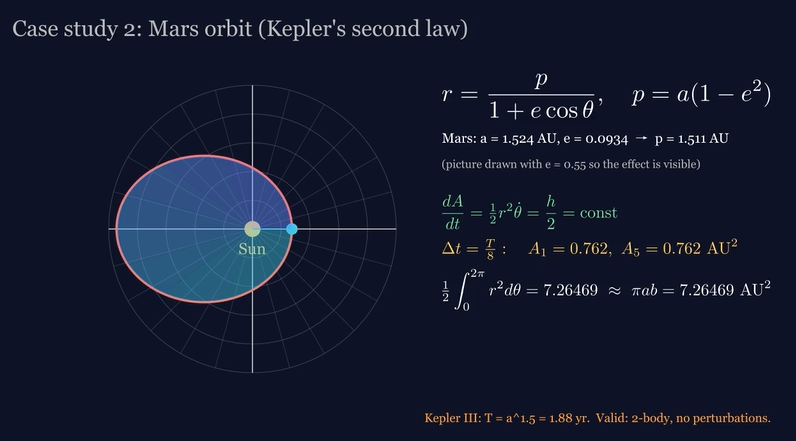 Case study 2: Mars orbit (Kepler's second law)
r = p / (1 + e cos θ), p = a(1 − e²)
Mars: a = 1.524 AU, e = 0.0934 → p = 1.511 AU
(picture drawn with e = 0.55 so the effect is visible)
dA/dt = ½r²θ̇ = h/2 = const
Δt = T/8 : A₁ = 0.762, A₅ = 0.762 AU²
Sun
½ ∫₀²π r²dθ = 7.26469 ≈ πab = 7.26469 AU²
Kepler III: T = a^1.5 = 1.88 yr. Valid: 2-body, no perturbations.